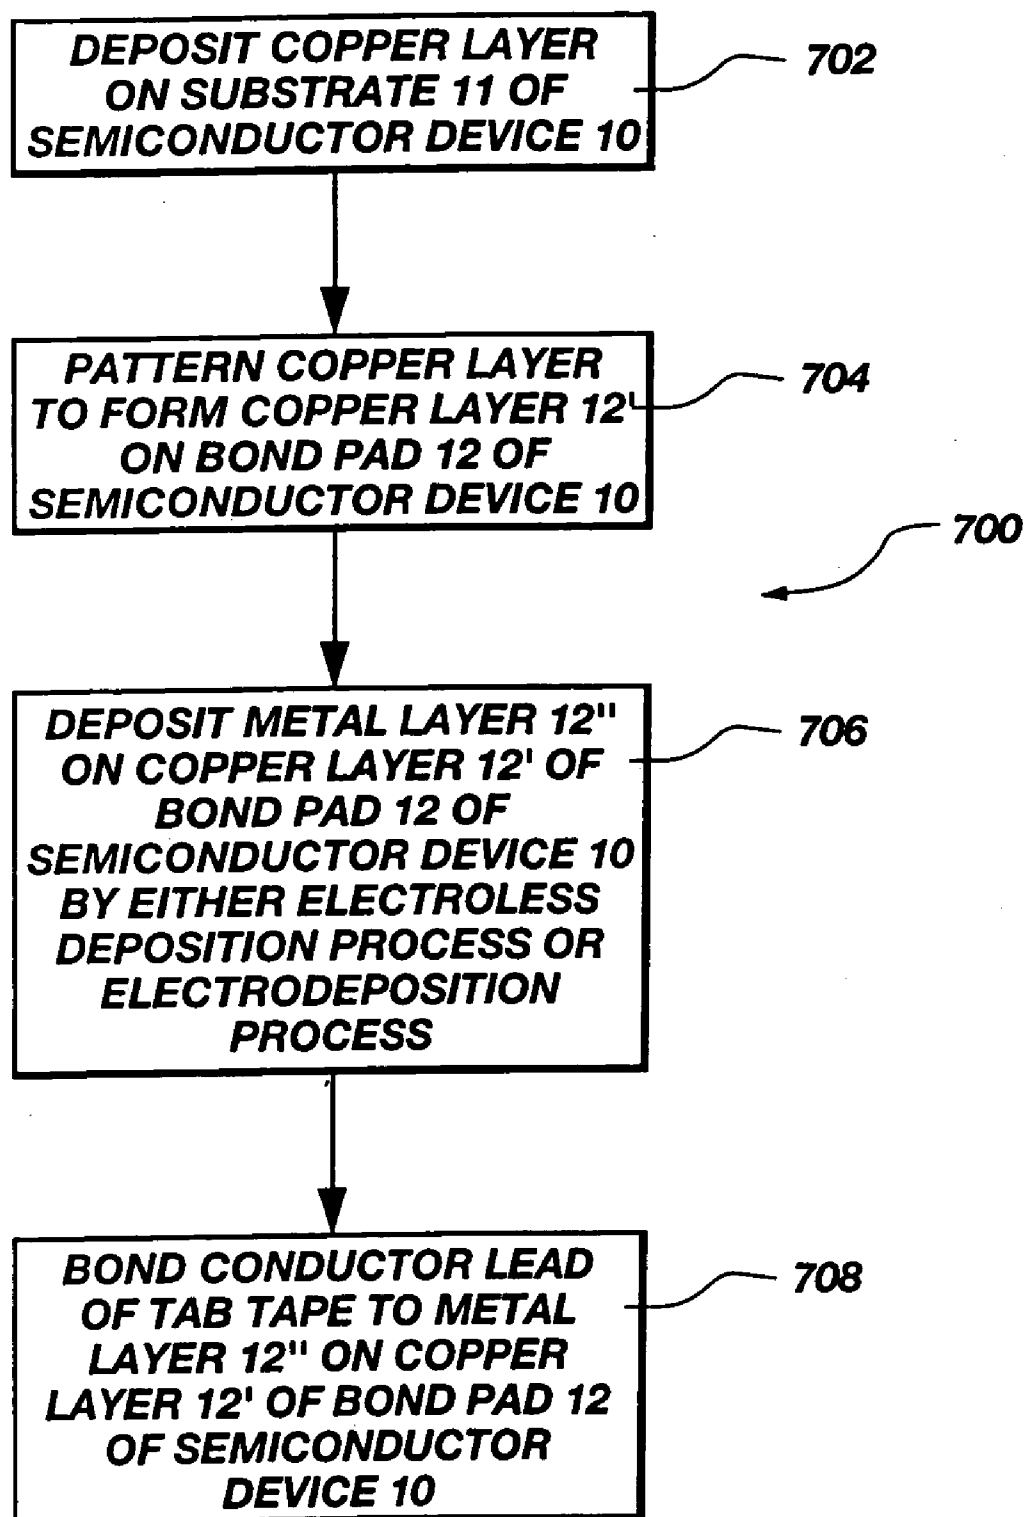 DEPOSIT COPPER LAYER
ON SUBSTRATE 11 OF
SEMICONDUCTOR DEVICE 10
702
PATTERN COPPER LAYER
TO FORM COPPER LAYER 12'
ON BOND PAD 12 OF
SEMICONDUCTOR DEVICE 10
704
700
DEPOSIT METAL LAYER 12"
ON COPPER LAYER 12' OF
BOND PAD 12 OF
SEMICONDUCTOR DEVICE 10
BY EITHER ELECTROLESS
DEPOSITION PROCESS OR
ELECTRODEPOSITION
PROCESS
706
BOND CONDUCTOR LEAD
OF TAB TAPE TO METAL
LAYER 12" ON COPPER
LAYER 12' OF BOND PAD 12
OF SEMICONDUCTOR
DEVICE 10
708